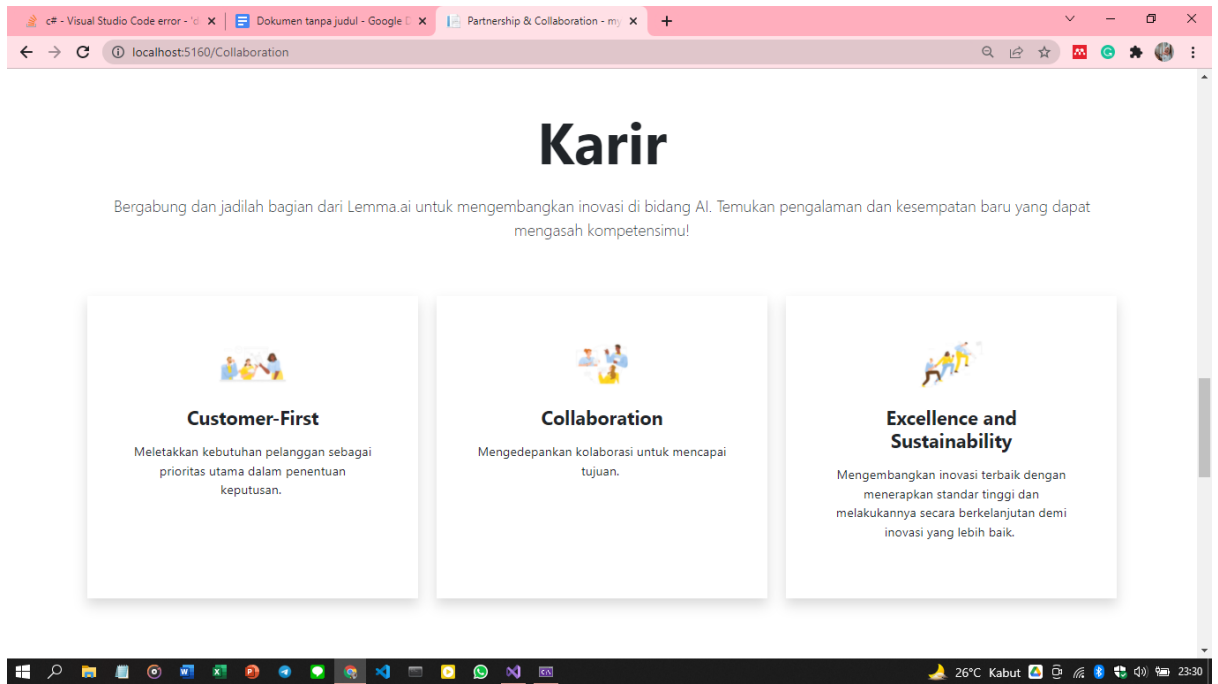 c# - Visual Studio Code error - 'd
Dokumen tanpa judul - Google D
Partnership & Collaboration - my
localhost:5160/Collaboration
Karir
Bergabung dan jadilah bagian dari Lemma.ai untuk mengembangkan inovasi di bidang AI. Temukan pengalaman dan kesempatan baru yang dapat
mengasah kompetensimu!
Customer-First
Meletakkan kebutuhan pelanggan sebagai
prioritas utama dalam penentuan
keputusan.
Collaboration
Mengedepankan kolaborasi untuk mencapai
tujuan.
Excellence and
Sustainability
Mengembangkan inovasi terbaik dengan
menerapkan standar tinggi dan
melakukannya secara berkelanjutan demi
inovasi yang lebih baik.
26°C Kabut
23:30